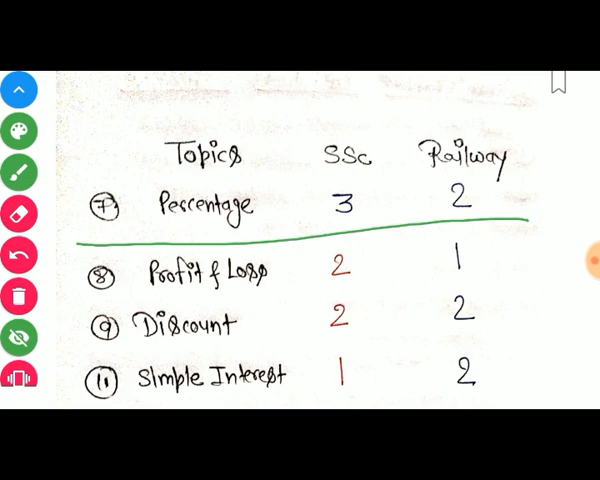 Topics SSC Railway
⑦ Percentage 3 2
⑧ Profit & Loss 2 1
⑨ Discount 2 2
⑪ Simple Interest 1 2